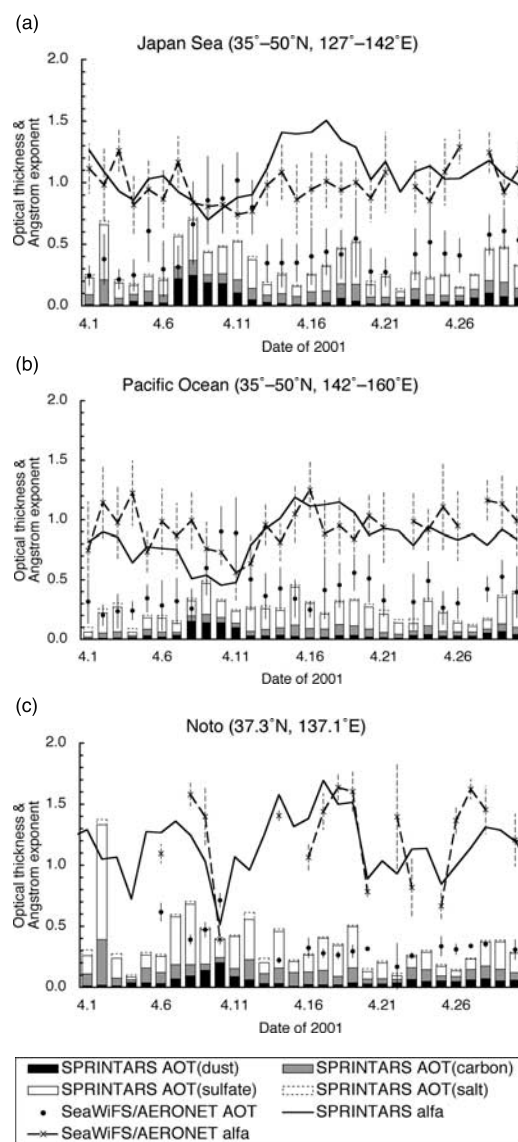 (a)
Japan Sea (35˚–50˚N, 127˚–142˚E)
Optical thickness &
Angstrom exponent
2.0
1.5
1.0
0.5
0.0
4.1 4.6 4.11 4.16 4.21 4.26
Date of 2001
(b)
Pacific Ocean (35˚–50˚N, 142˚–160˚E)
Optical thickness &
Angstrom exponent
2.0
1.5
1.0
0.5
0.0
4.1 4.6 4.11 4.16 4.21 4.26
Date of 2001
(c)
Noto (37.3˚N, 137.1˚E)
Optical thickness &
Angstrom exponent
2.0
1.5
1.0
0.5
0.0
4.1 4.6 4.11 4.16 4.21 4.26
Date of 2001
SPRINTARS AOT(dust) SPRINTARS AOT(carbon)
SPRINTARS AOT(sulfate) SPRINTARS AOT(salt)
SeaWiFS/AERONET AOT SPRINTARS alfa
SeaWiFS/AERONET alfa